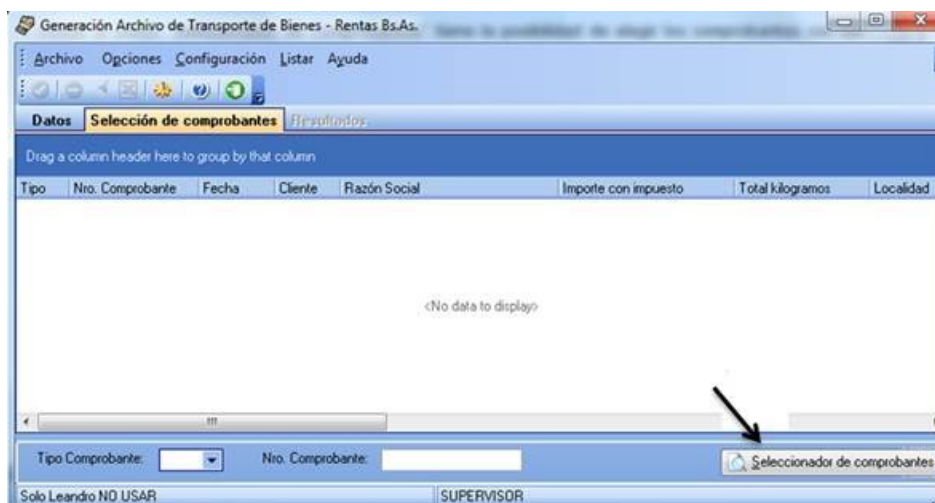 Generación Archivo de Transporte de Bienes - Rentas Bs.As.
Archivo Opciones Configuración Listar Ayuda
Datos Selección de comprobantes Resultados
Drag a column header here to group by that column
Tipo Nro. Comprobante Fecha Cliente Razón Social Importe con impuesto Total kilogramos Localidad
<No data to display>
Tipo Comprobante: Nro. Comprobante: Seleccionador de comprobantes
Solo Leandro NO USAR SUPERVISOR